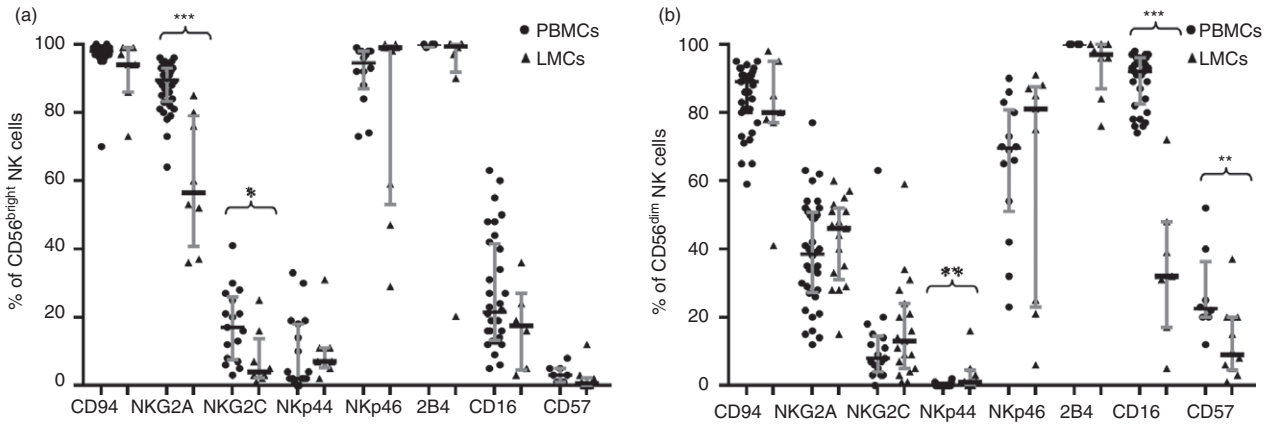 (a)
% of CD56bright NK cells
100
80
60
40
20
0
***
*
PBMCs
LMCs
CD94 NKG2A NKG2C NKp44 NKp46 2B4 CD16 CD57
(b)
% of CD56dim NK cells
100
80
60
40
20
0
**
***
**
PBMCs
LMCs
CD94 NKG2A NKG2C NKp44 NKp46 2B4 CD16 CD57